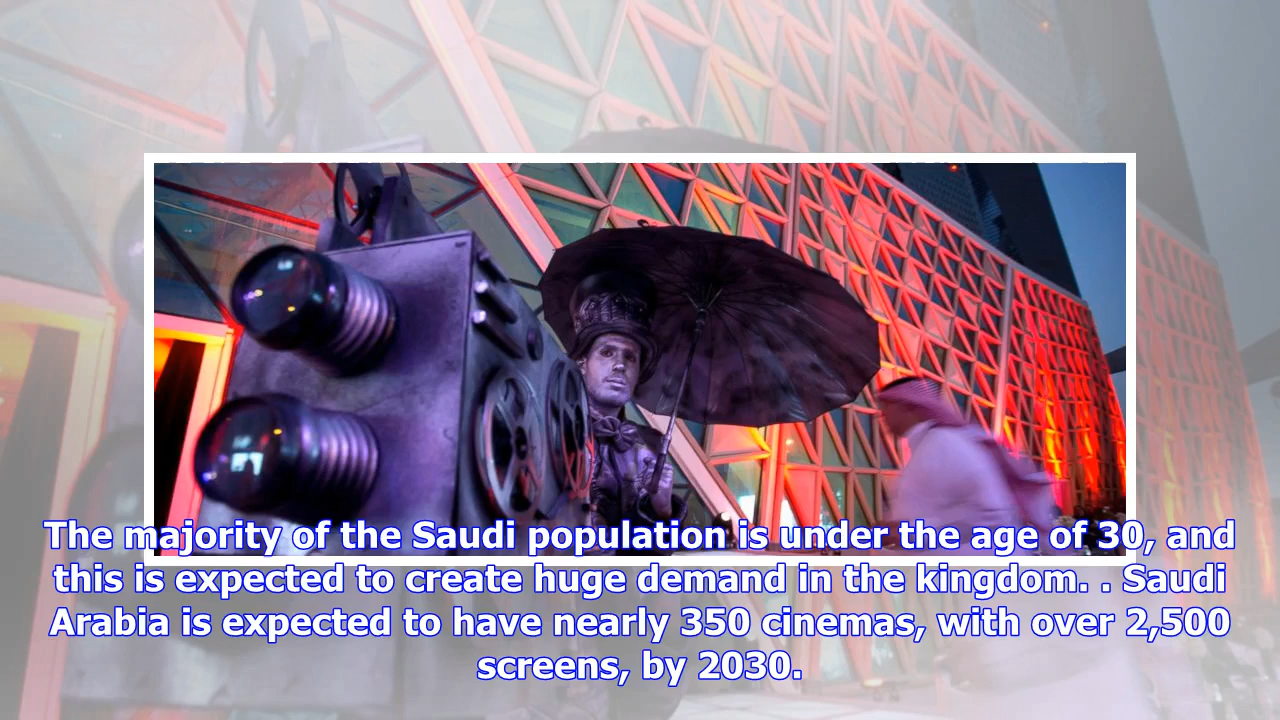 The majority of the Saudi population is under the age of 30, and
this is expected to create huge demand in the kingdom. . Saudi
Arabia is expected to have nearly 350 cinemas, with over 2,500
screens, by 2030.